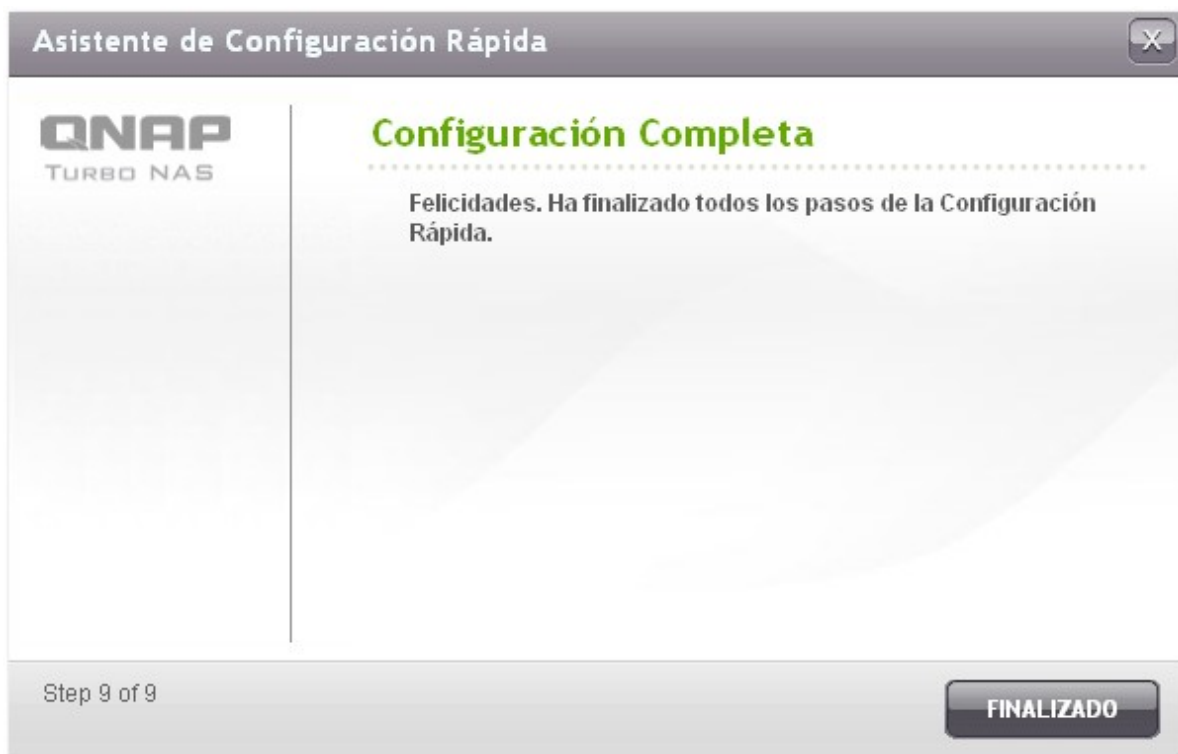 Asistente de Configuración Rápida
X
QNAP
TURBO NAS
Configuración Completa
Felicidades. Ha finalizado todos los pasos de la Configuración
Rápida.
Step 9 of 9
FINALIZADO